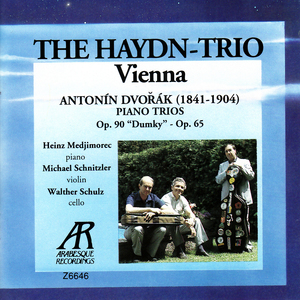 THE HAYDN-TRIO
Vienna
ANTONÍN DVOŘÁK (1841-1904)
PIANO TRIOS
Op. 90 "Dumky" - Op. 65
Heinz Medjimorec
piano
Michael Schnitzler
violin
Walther Schulz
cello
AR
ARABESQUE
RECORDINGS
Z6646